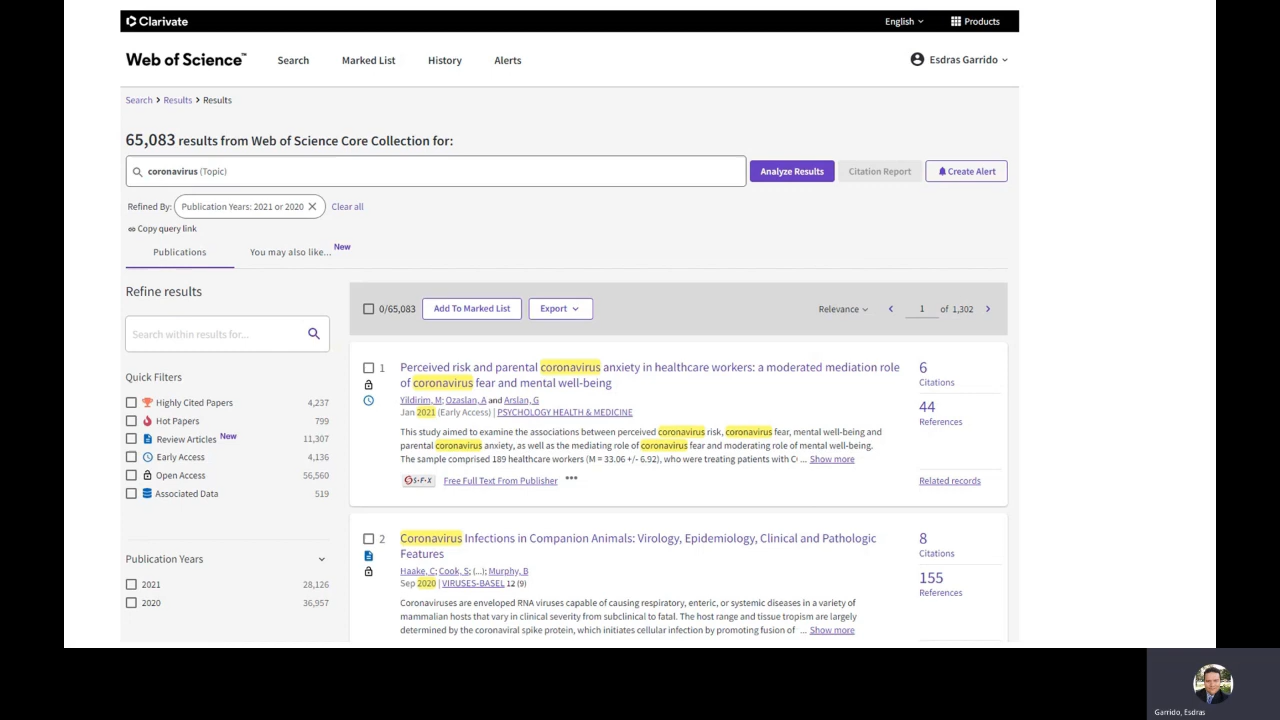 Clarivate
English
Products
Web of Science™
Search
Marked List
History
Alerts
Esdras Garrido
Search > Results > Results
65,083 results from Web of Science Core Collection for:
coronavirus (Topic)
Analyze Results
Citation Report
Create Alert
Refined By:
Publication Years: 2021 or 2020
Clear all
Copy query link
Publications
You may also like...
New
Refine results
Search within results for...
Quick Filters
Highly Cited Papers 4,237
Hot Papers 799
Review Articles New 11,307
Early Access 4,136
Open Access 56,560
Associated Data 519
Publication Years
2021 28,126
2020 36,957
0/65,083
Add To Marked List
Export
Relevance
1 of 1,302
1
Perceived risk and parental coronavirus anxiety in healthcare workers: a moderated mediation role
of coronavirus fear and mental well-being
Yildirim, M; Ozaslan, A and Arslan, G
Jan 2021 (Early Access) | PSYCHOLOGY HEALTH & MEDICINE
This study aimed to examine the associations between perceived coronavirus risk, coronavirus fear, mental well-being and
parental coronavirus anxiety, as well as the mediating role of coronavirus fear and moderating role of mental well-being.
The sample comprised 189 healthcare workers (M = 33.06 +/- 6.92), who were treating patients with C ... Show more
S·F·X
Free Full Text From Publisher
6
Citations
44
References
Related records
2
Coronavirus Infections in Companion Animals: Virology, Epidemiology, Clinical and Pathologic
Features
Haake, C; Cook, S; (...); Murphy, B
Sep 2020 | VIRUSES-BASEL 12 (9)
Coronaviruses are enveloped RNA viruses capable of causing respiratory, enteric, or systemic diseases in a variety of
mammalian hosts that vary in clinical severity from subclinical to fatal. The host range and tissue tropism are largely
determined by the coronaviral spike protein, which initiates cellular infection by promoting fusion of ... Show more
8
Citations
155
References
Garrido, Esdras